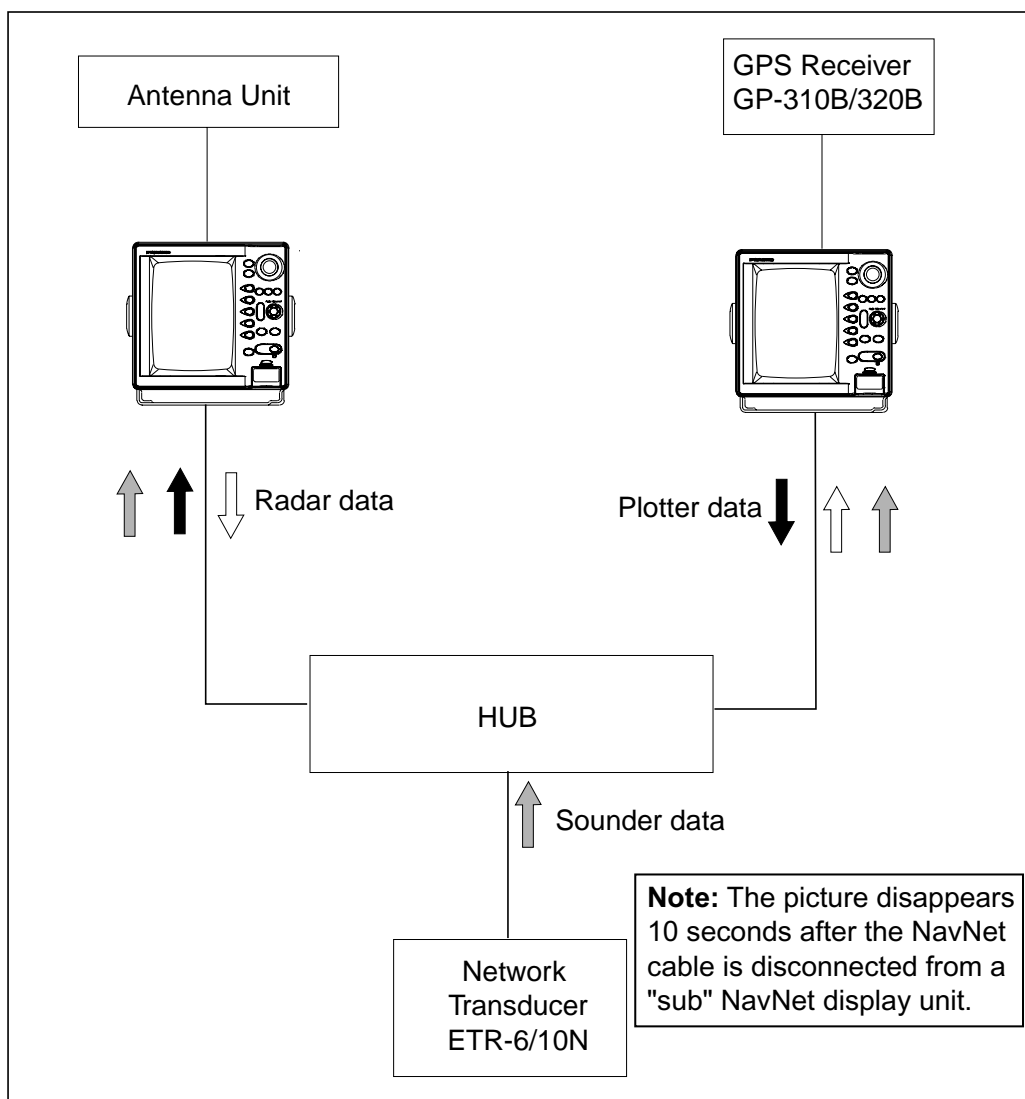 Antenna Unit
GPS Receiver
GP-310B/320B
Radar data
Plotter data
HUB
Sounder data
Network
Transducer
ETR-6/10N
Note: The picture disappears
10 seconds after the NavNet
cable is disconnected from a
"sub" NavNet display unit.